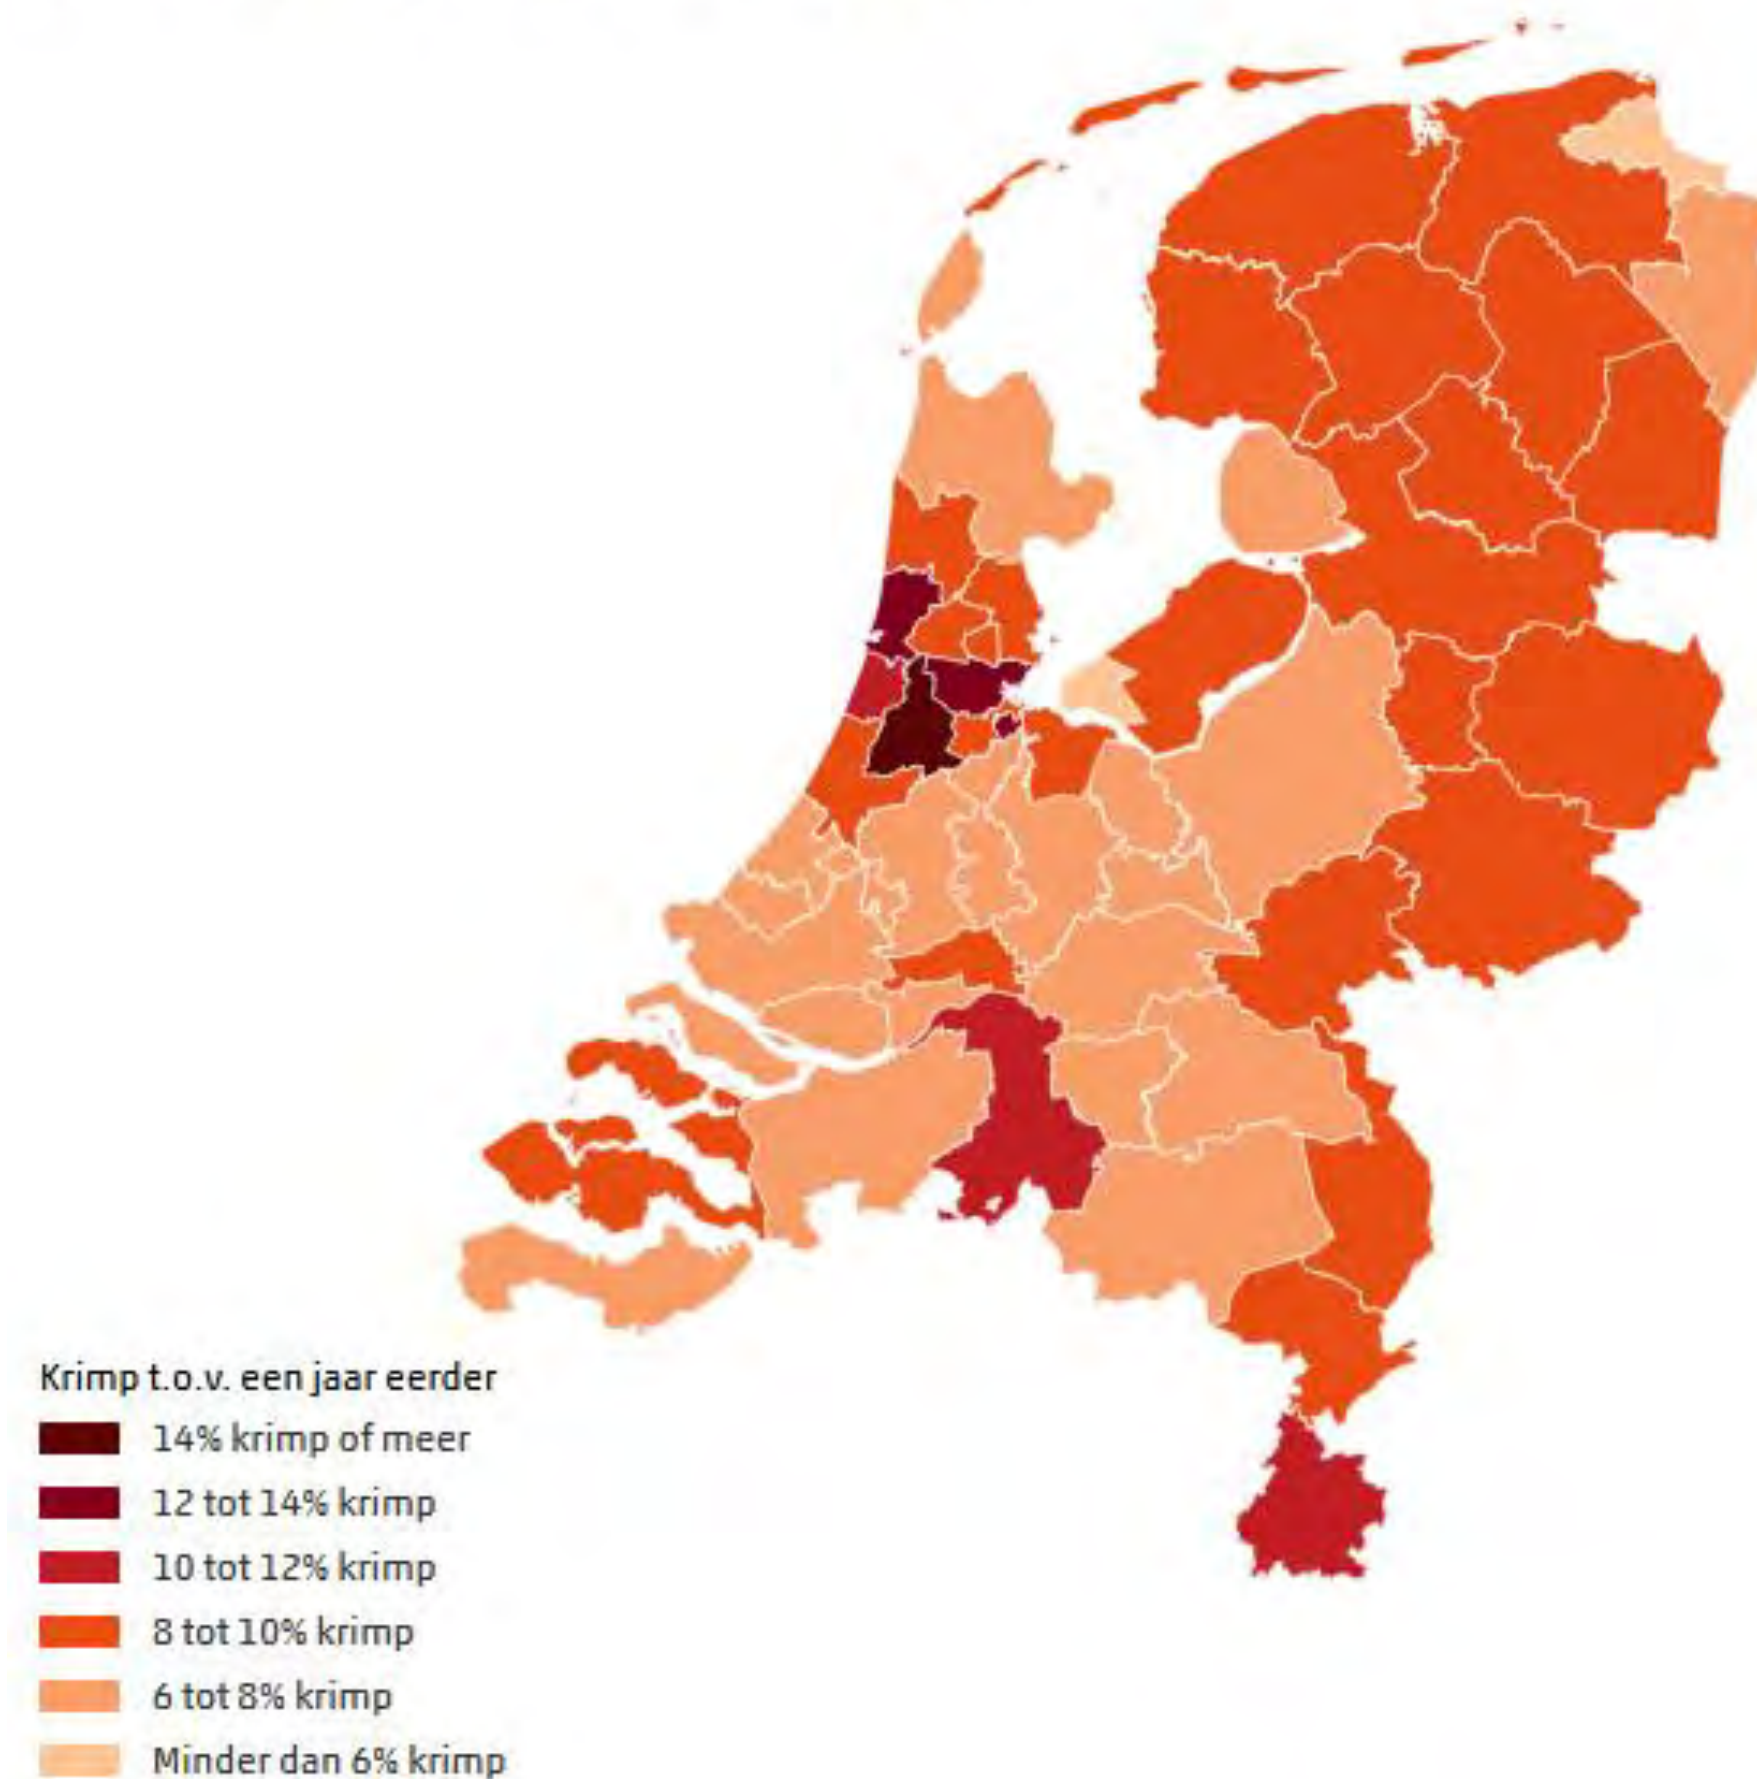 Krimp t.o.v. een jaar eerder
14% krimp of meer
12 tot 14% krimp
10 tot 12% krimp
8 tot 10% krimp
6 tot 8% krimp
Minder dan 6% krimp